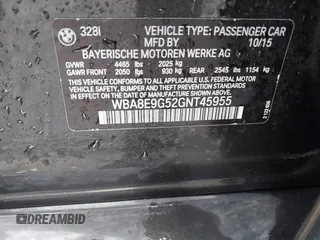 328i VEHICLE TYPE: PASSENGER CAR
MFD BY 10/15
BAYERISCHE MOTOREN WERKE AG
GVWR 4465 lbs 2025 kg
GAWR FRONT 2050 lbs 930 kg REAR 2545 lbs 1154 kg
THIS VEHICLE CONFORMS TO ALL APPLICABLE U.S. FEDERAL MOTOR
VEHICLE SAFETY, BUMPER, AND THEFT PREVENTION STANDARDS
IN EFFECT ON THE DATE OF MANUFACTURE SHOWN ABOVE.
WBA8E9G52GNT45955
DREAMBID